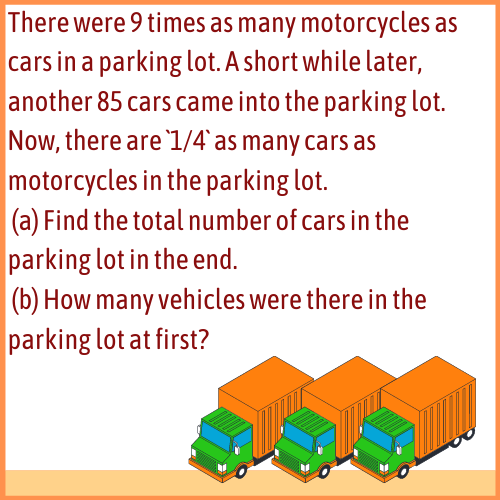 There were 9 times as many motorcycles as
cars in a parking lot. A short while later,
another 85 cars came into the parking lot.
Now, there are `1/4` as many cars as
motorcycles in the parking lot.
(a) Find the total number of cars in the
parking lot in the end.
(b) How many vehicles were there in the
parking lot at first?